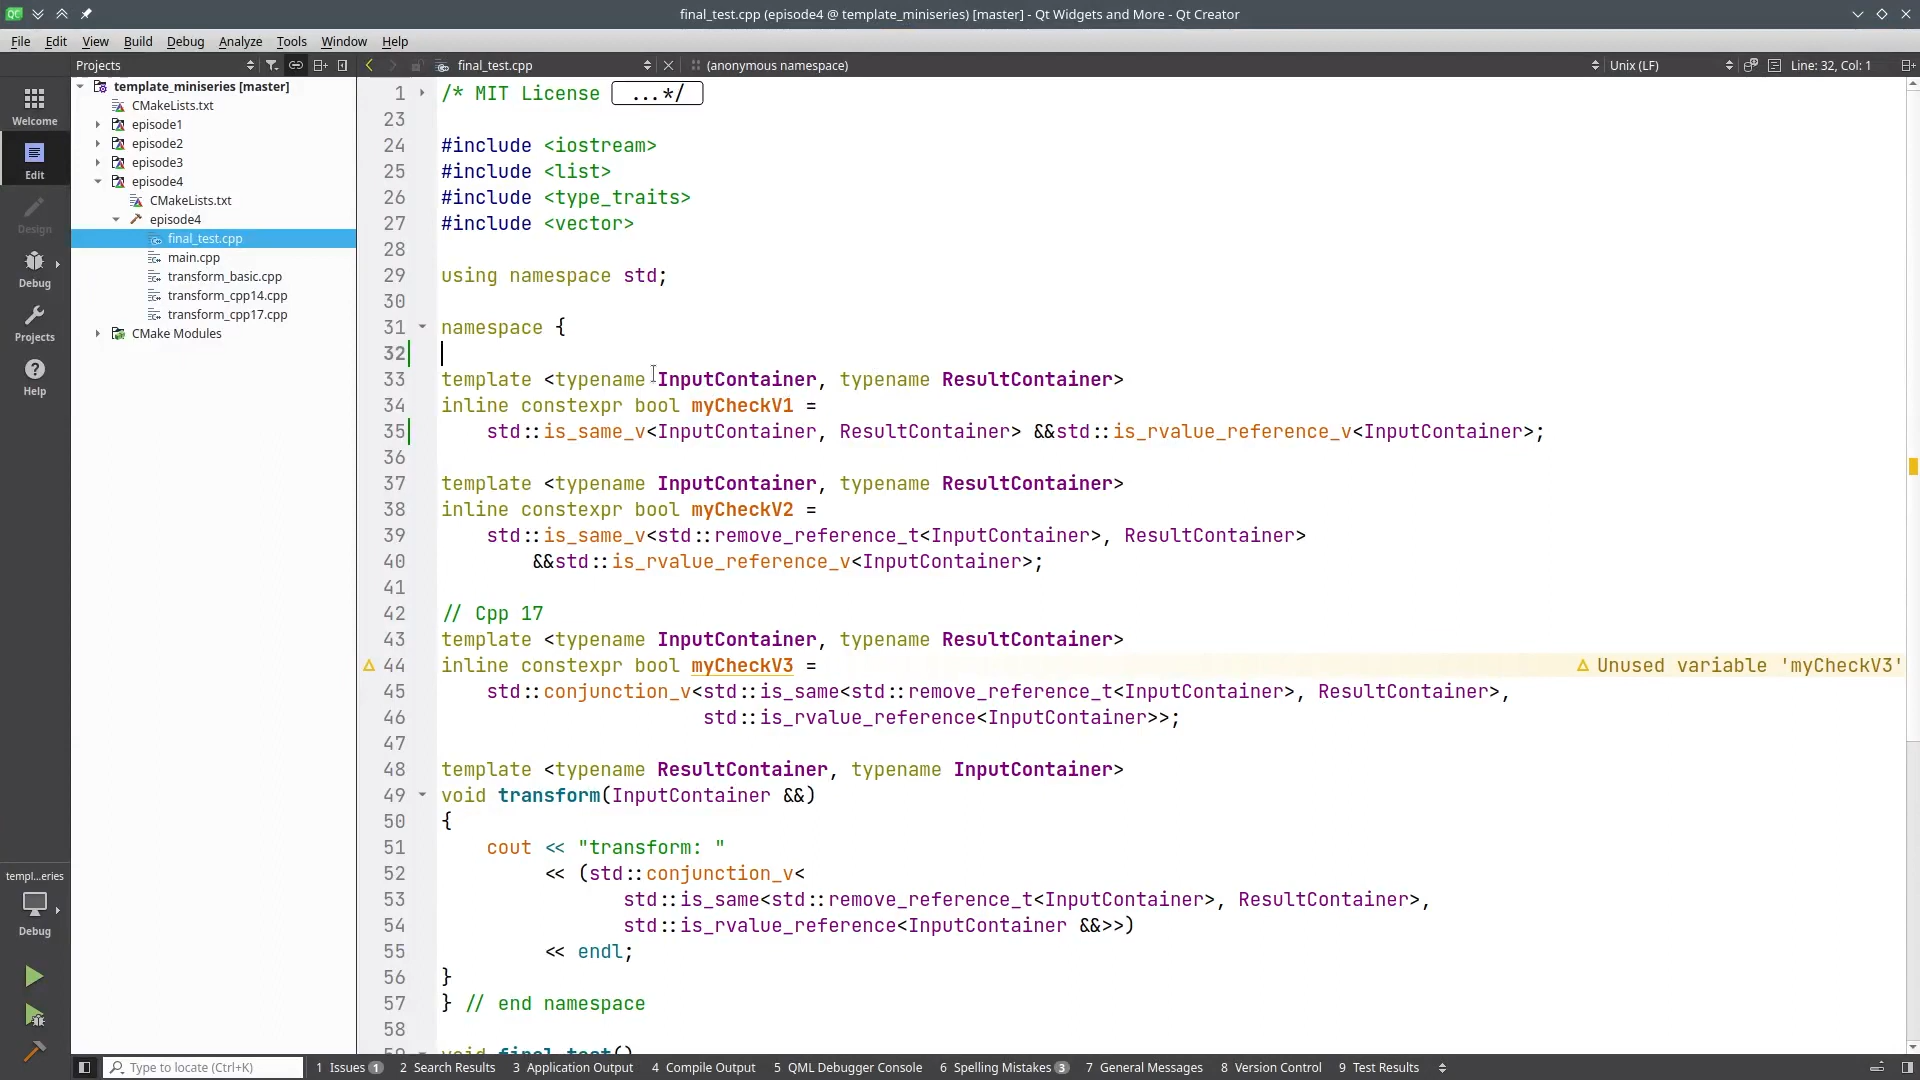 final_test.cpp (episode4 @ template_miniseries) [master] - Qt Widgets and More - Qt Creator
File Edit View Build Debug Analyze Tools Window Help
Projects
final_test.cpp
(anonymous namespace)
Unix (LF)
Line: 32, Col: 1
Welcome
Edit
Design
Debug
Projects
Help
templ...eries
Debug
template_miniseries [master]
CMakeLists.txt
episode1
episode2
episode3
episode4
CMakeLists.txt
episode4
final_test.cpp
main.cpp
transform_basic.cpp
transform_cpp14.cpp
transform_cpp17.cpp
CMake Modules
1 /* MIT License ...*/
23
24 #include <iostream>
25 #include <list>
26 #include <type_traits>
27 #include <vector>
28
29 using namespace std;
30
31 namespace {
32
33 template <typename InputContainer, typename ResultContainer>
34 inline constexpr bool myCheckV1 =
35 std::is_same_v<InputContainer, ResultContainer> &&std::is_rvalue_reference_v<InputContainer>;
36
37 template <typename InputContainer, typename ResultContainer>
38 inline constexpr bool myCheckV2 =
39 std::is_same_v<std::remove_reference_t<InputContainer>, ResultContainer>
40 &&std::is_rvalue_reference_v<InputContainer>;
41
42 // Cpp 17
43 template <typename InputContainer, typename ResultContainer>
44 inline constexpr bool myCheckV3 = Unused variable 'myCheckV3'
45 std::conjunction_v<std::is_same<std::remove_reference_t<InputContainer>, ResultContainer>,
46 std::is_rvalue_reference<InputContainer>>;
47
48 template <typename ResultContainer, typename InputContainer>
49 void transform(InputContainer &&)
50 {
51 cout << "transform: "
52 << (std::conjunction_v<
53 std::is_same<std::remove_reference_t<InputContainer>, ResultContainer>,
54 std::is_rvalue_reference<InputContainer &&>>)
55 << endl;
56 }
57 } // end namespace
58
59 void final_test()
Type to locate (Ctrl+K)
1 Issues 1
2 Search Results
3 Application Output
4 Compile Output
5 QML Debugger Console
6 Spelling Mistakes 3
7 General Messages
8 Version Control
9 Test Results